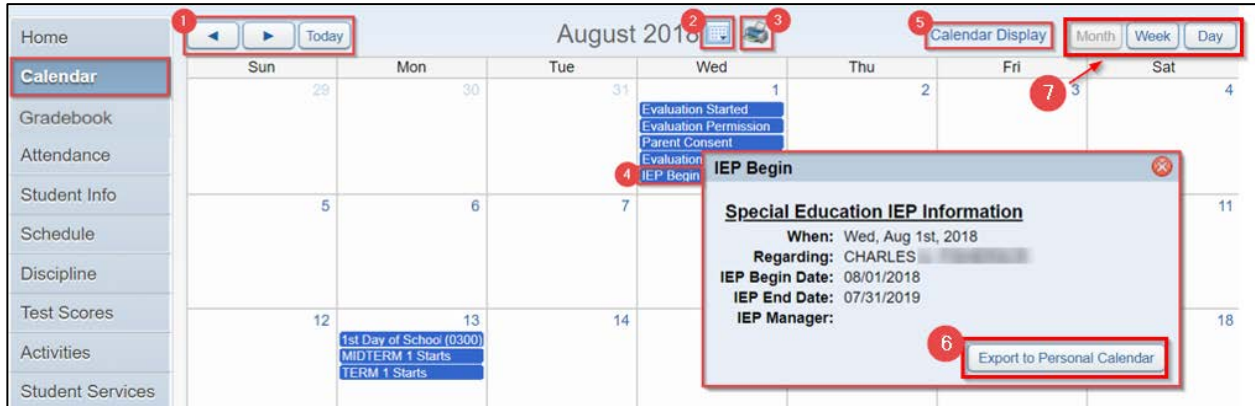 1
2
3
5
Home
Today
August 2018
Calendar Display
Month
Week
Day
Calendar
Sun
Mon
Tue
Wed
Thu
Fri
Sat
7
29
30
31
1
2
3
4
Gradebook
Evaluation Started
Evaluation Permission
Parent Consent
Evaluation
4
IEP Begin
Attendance
IEP Begin
Student Info
Special Education IEP Information
When: Wed, Aug 1st, 2018
Regarding: CHARLES
IEP Begin Date: 08/01/2018
IEP End Date: 07/31/2019
IEP Manager:
6
Export to Personal Calendar
5
6
7
11
Schedule
Discipline
Test Scores
12
13
14
18
1st Day of School (0300)
MIDTERM 1 Starts
TERM 1 Starts
Activities
Student Services